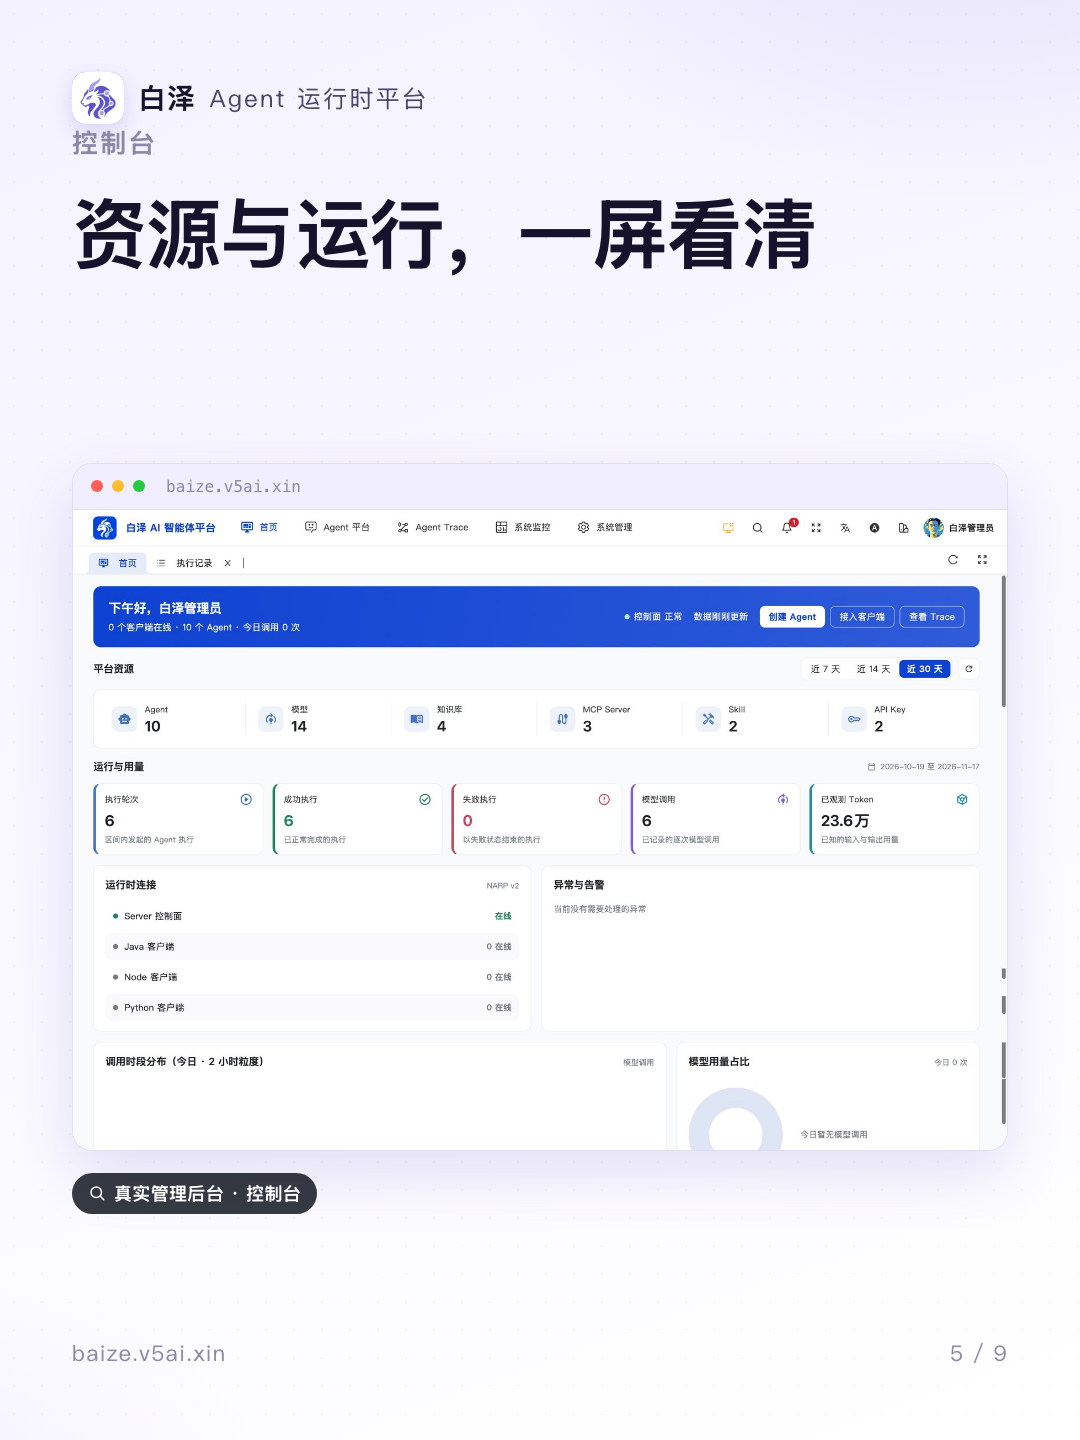 白泽 Agent 运行时平台
控制台
资源与运行，一屏看清
baize.v5ai.xin
白泽 AI 智能体平台 首页 Agent 平台 Agent Trace 系统监控 系统管理 1 白泽管理员
首页 执行记录 X
下午好，白泽管理员
0 个客户端在线 · 10 个 Agent · 今日调用 0 次
控制面 正常 数据刚刚更新 创建 Agent 接入客户端 查看 Trace
平台资源 近 7 天 近 14 天 近 30 天
Agent 10
模型 14
知识库 4
MCP Server 3
Skill 2
API Key 2
运行与用量 2026-10-19 至 2026-11-17
执行轮次
6
区间内发起的 Agent 执行
成功执行
6
已正常完成的执行
失败执行
0
以失败状态结束的执行
模型调用
6
已记录的逐次模型调用
已观测 Token
23.6万
已知的输入与输出用量
运行时连接 NARP v2
Server 控制面 在线
Java 客户端 0 在线
Node 客户端 0 在线
Python 客户端 0 在线
异常与告警
当前没有需要处理的异常
调用时段分布（今日 · 2 小时粒度） 模型调用
模型用量占比 今日 0 次
今日暂无模型调用
真实管理后台 · 控制台
baize.v5ai.xin 5 / 9